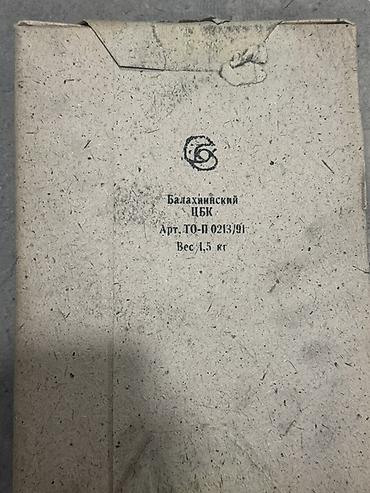 Балахнинский
ЦБК
Арт. ТО-П 0213/91
Вес 1,5 кг